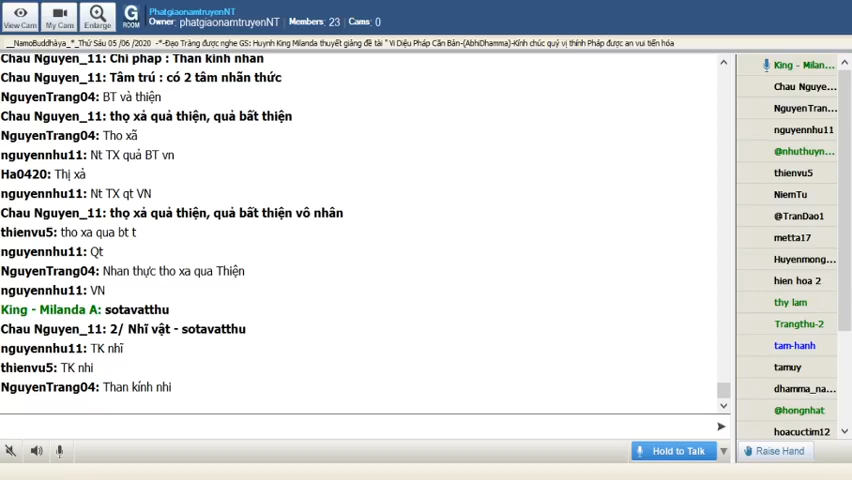 View Cam
My Cam
Enlarge
G
ROOM
PhatgiaonamtruyenNT
Owner: phatgiaonamtruyenNT Members: 23 Cams: 0
__NamoBuddhàya_*_Thứ Sáu 05 /06 /2020 -*-Đạo Tràng được nghe GS: Huynh King Milanda thuyết giảng đề tài " Vi Diệu Pháp Căn Bản-(AbhiDhamma)-Kính chúc quý vị thính Pháp được an vui tiến hóa
Chau Nguyen_11: Chi pháp : Thần kinh nhãn
Chau Nguyen_11: Tâm trú : có 2 tâm nhãn thức
NguyenTrang04: BT và thiện
Chau Nguyen_11: thọ xả quả thiện, quả bất thiện
NguyenTrang04: Tho xã
nguyennhu11: Nt TX quả BT vn
Ha0420: Thị xả
nguyennhu11: Nt TX qt VN
Chau Nguyen_11: thọ xả quả thiện, quả bất thiện vô nhân
thienvu5: tho xa qua bt t
nguyennhu11: Qt
NguyenTrang04: Nhan thực tho xa qua Thiện
nguyennhu11: VN
King - Milanda A: sotavatthu
Chau Nguyen_11: 2/ Nhĩ vật - sotavatthu
nguyennhu11: TK nhĩ
thienvu5: TK nhi
NguyenTrang04: Than kính nhi
Hold to Talk
King - Milan...
Chau Nguye...
NguyenTran...
nguyennhu11
@nhuthuyn...
thienvu5
NiemTu
@TranDao1
metta17
Huyenmong...
hien hoa 2
thy lam
Trangthu-2
tam-hanh
tamuy
dhamma_na...
@hongnhat
hoacuctim12
Raise Hand